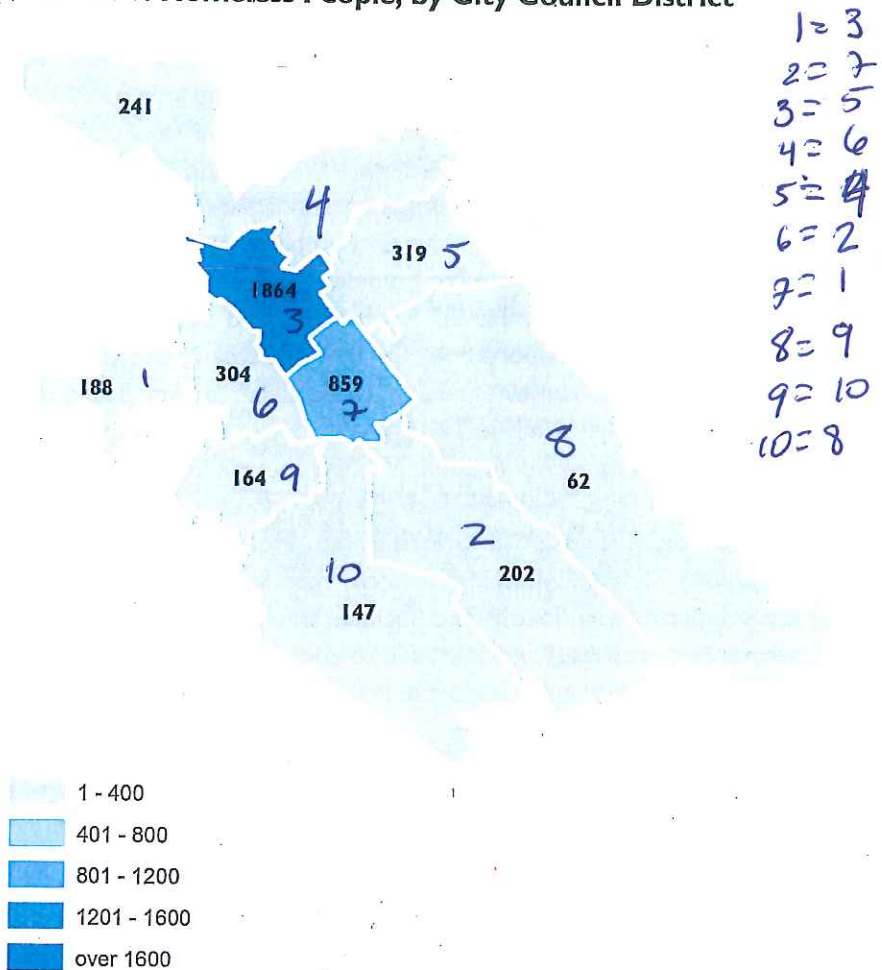 Homeless People, by City Council District
1 = 3
2 = 7
3 = 5
4 = 6
5 = 4
6 = 2
7 = 1
8 = 9
9 = 10
10 = 8
241
4
319 5
1864
3
188 1
304
6
859
7
164 9
8
62
2
202
10
147
1 - 400
401 - 800
801 - 1200
1201 - 1600
over 1600